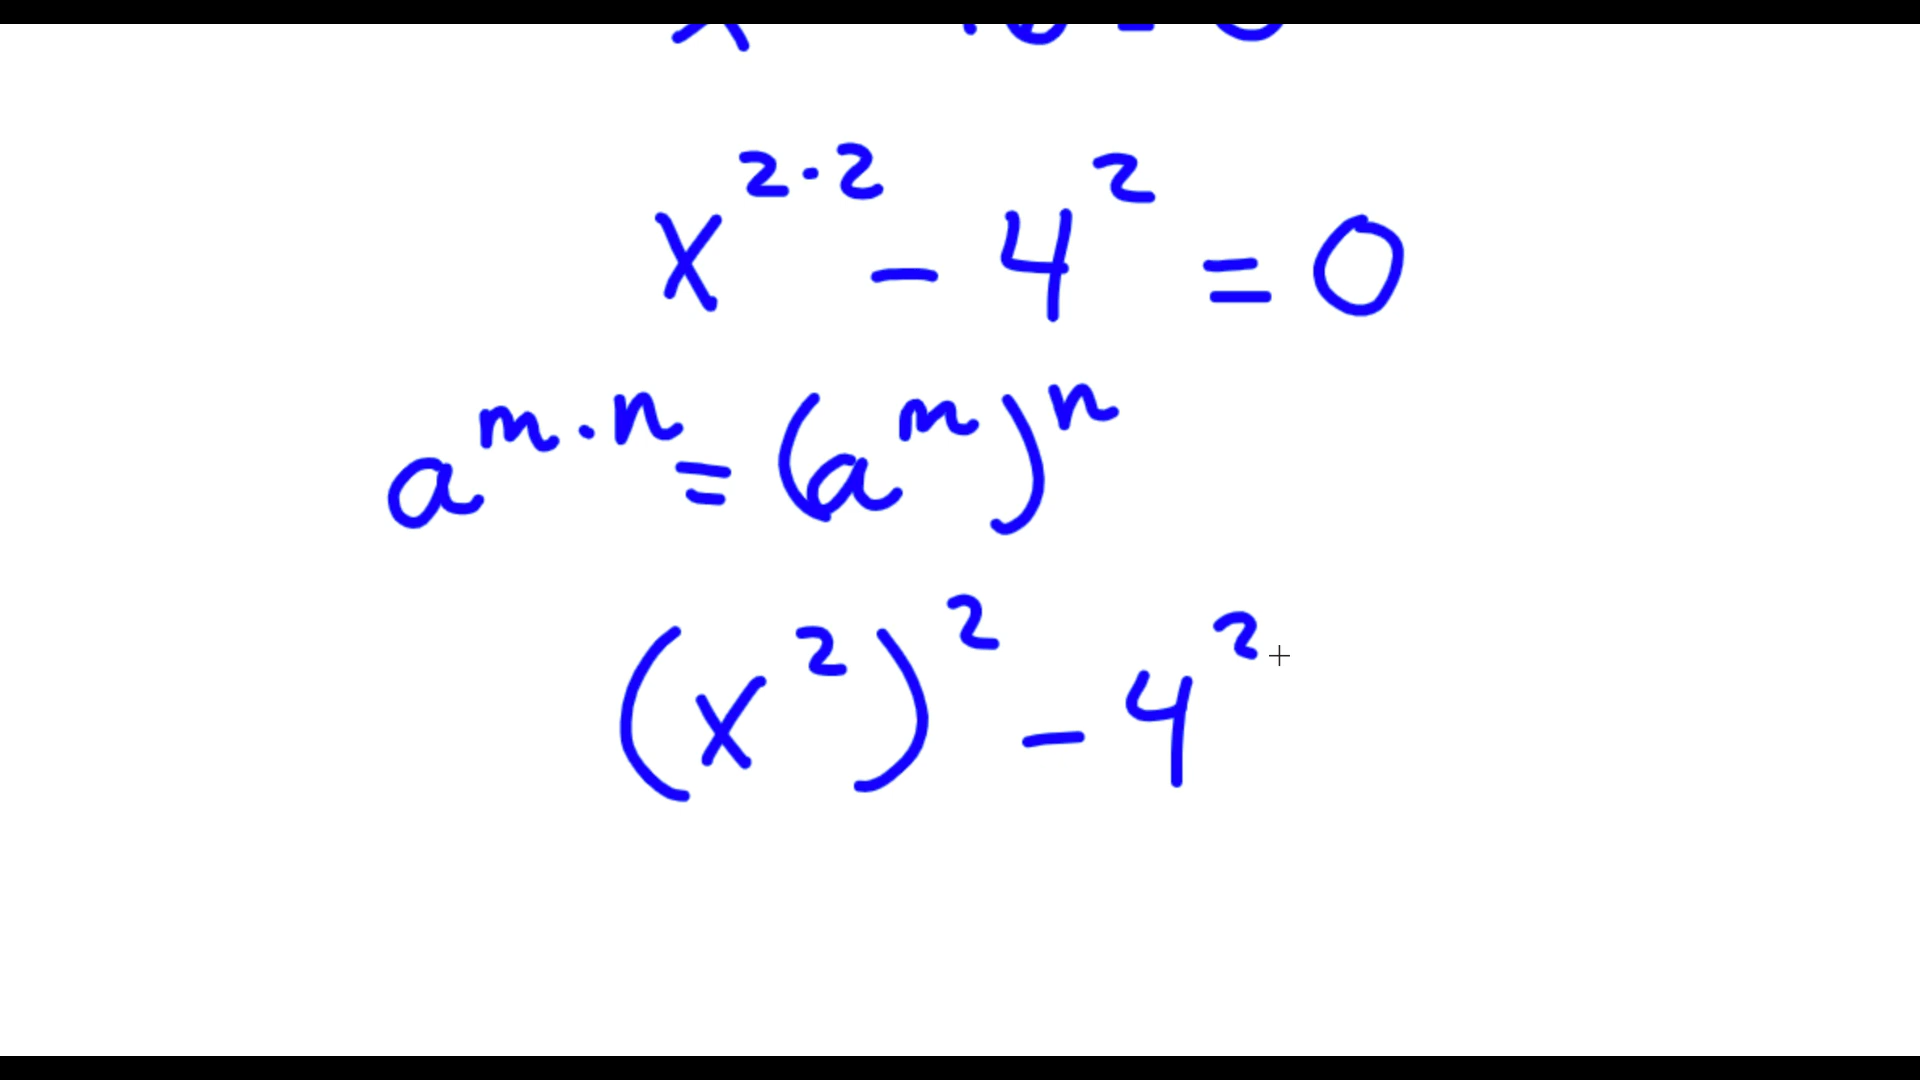 x^{2·2} - 4^2 = 0
a^{m·n} = (a^m)^n
(x^2)^2 - 4^2